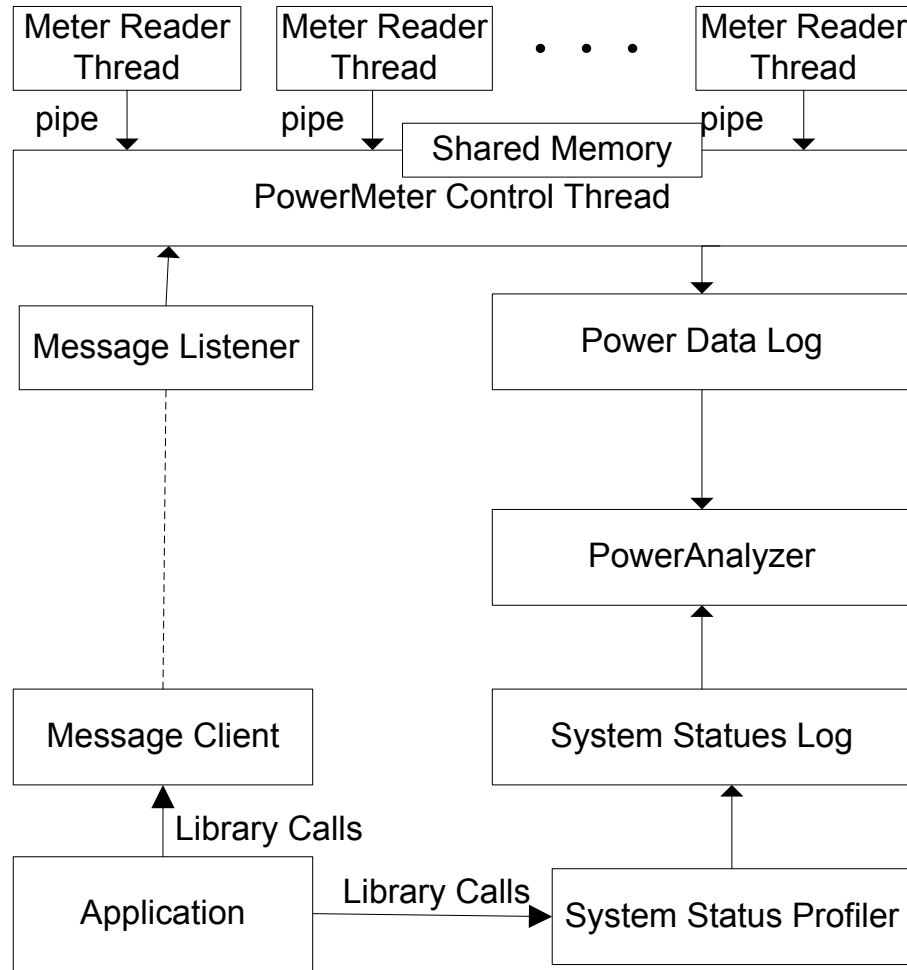 Meter Reader
Thread
Meter Reader
Thread
. . .
Meter Reader
Thread
pipe
pipe
pipe
Shared Memory
PowerMeter Control Thread
Message Listener
Power Data Log
PowerAnalyzer
Message Client
System Statues Log
Library Calls
Library Calls
Application
System Status Profiler